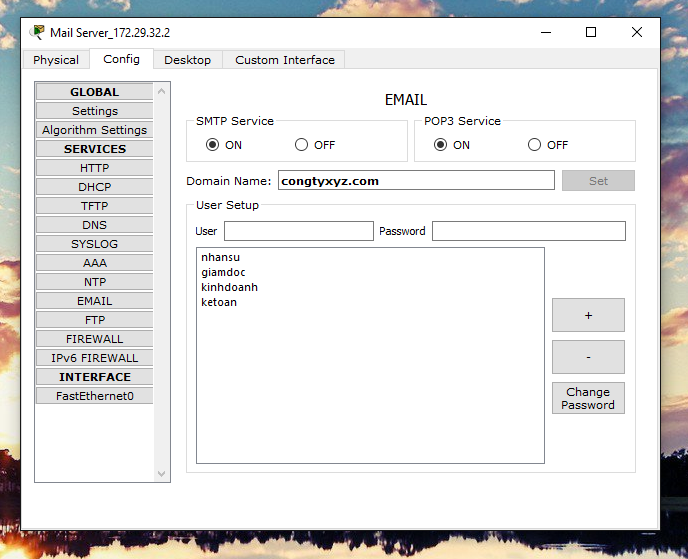 Mail Server_172.29.32.2
Physical Config Desktop Custom Interface
GLOBAL
Settings
Algorithm Settings
SERVICES
HTTP
DHCP
TFTP
DNS
SYSLOG
AAA
NTP
EMAIL
FTP
FIREWALL
IPv6 FIREWALL
INTERFACE
FastEthernet0
EMAIL
SMTP Service
ON OFF
POP3 Service
ON OFF
Domain Name: congtyxyz.com Set
User Setup
User Password
nhansu
giamdoc
kinhdoanh
ketoan
+
-
Change
Password